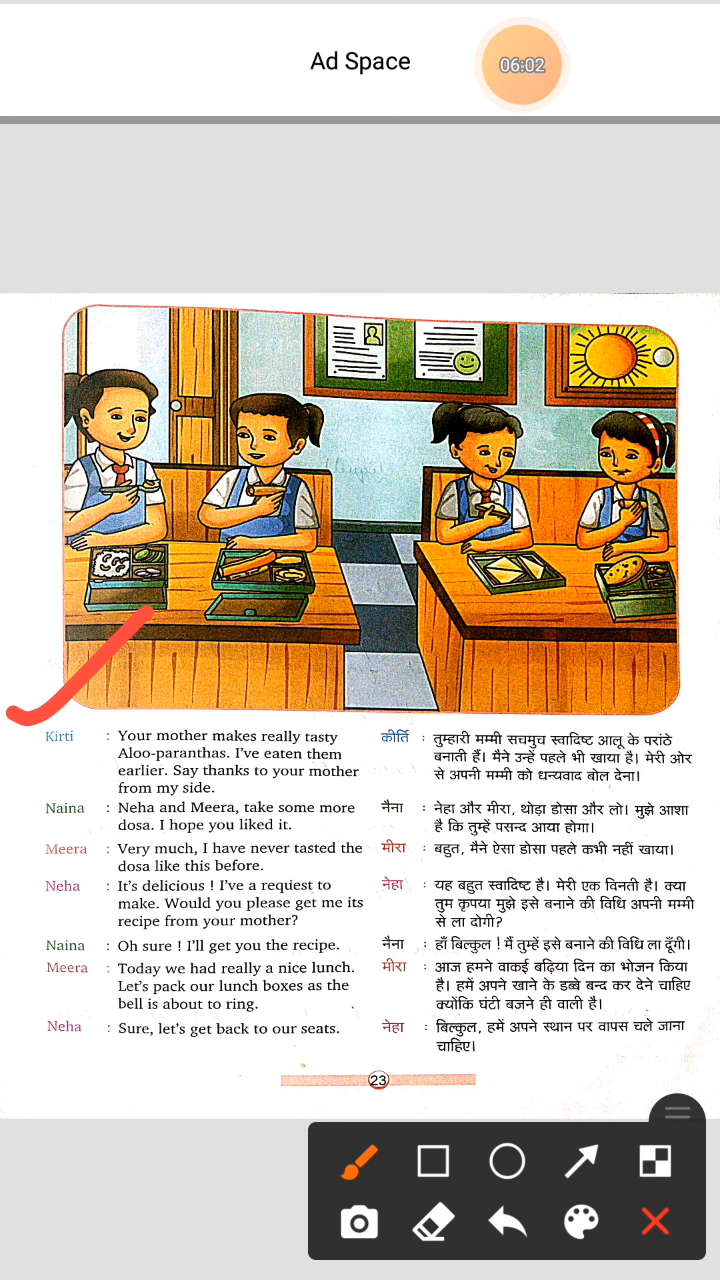 Ad Space
06:02
Kirti : Your mother makes really tasty
Aloo-paranthas. I've eaten them
earlier. Say thanks to your mother
from my side.
Naina : Neha and Meera, take some more
dosa. I hope you liked it.
Meera : Very much, I have never tasted the
dosa like this before.
Neha : It's delicious ! I've a request to
make. Would you please get me its
recipe from your mother?
Naina : Oh sure ! I'll get you the recipe.
Meera : Today we had really a nice lunch.
Let's pack our lunch boxes as the
bell is about to ring.
Neha : Sure, let's get back to our seats.
कीर्ति : तुम्हारी मम्मी सचमुच स्वादिष्ट आलू के परांठे
बनाती हैं। मैने उन्हें पहले भी खाया है। मेरी ओर
से अपनी मम्मी को धन्यवाद बोल देना।
नैना : नेहा और मीरा, थोड़ा डोसा और लो। मुझे आशा
है कि तुम्हें पसन्द आया होगा।
मीरा : बहुत, मैने ऐसा डोसा पहले कभी नहीं खाया।
नेहा : यह बहुत स्वादिष्ट है। मेरी एक विनती है। क्या
तुम कृपया मुझे इसे बनाने की विधि अपनी मम्मी
से ला दोगी?
नैना : हाँ बिल्कुल ! मैं तुम्हें इसे बनाने की विधि ला दूँगी।
मीरा : आज हमने वाकई बढ़िया दिन का भोजन किया
है। हमें अपने खाने के डब्बे बन्द कर देने चाहिए
क्योंकि घंटी बजने ही वाली है।
नेहा : बिल्कुल, हमें अपने स्थान पर वापस चले जाना
चाहिए।
23